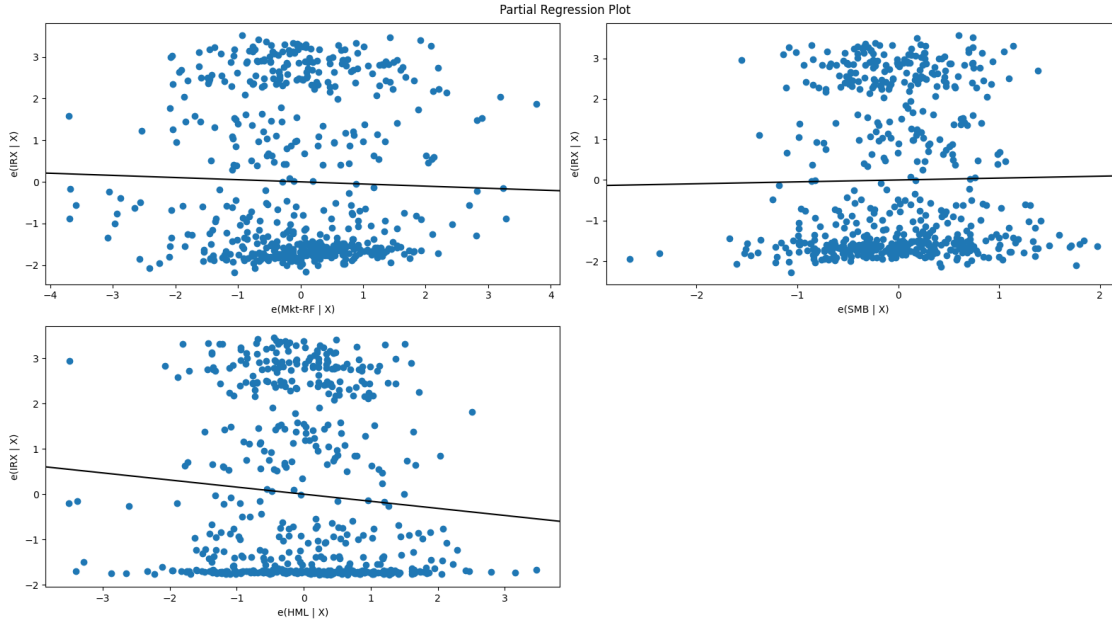 Partial Regression Plot
e(IRX | X)
3
2
1
0
−1
−2
−4 −3 −2 −1 0 1 2 3 4
e(Mkt-RF | X)
e(IRX | X)
3
2
1
0
−1
−2
−2 −1 0 1 2
e(SMB | X)
e(IRX | X)
3
2
1
0
−1
−2
−3 −2 −1 0 1 2 3
e(HML | X)